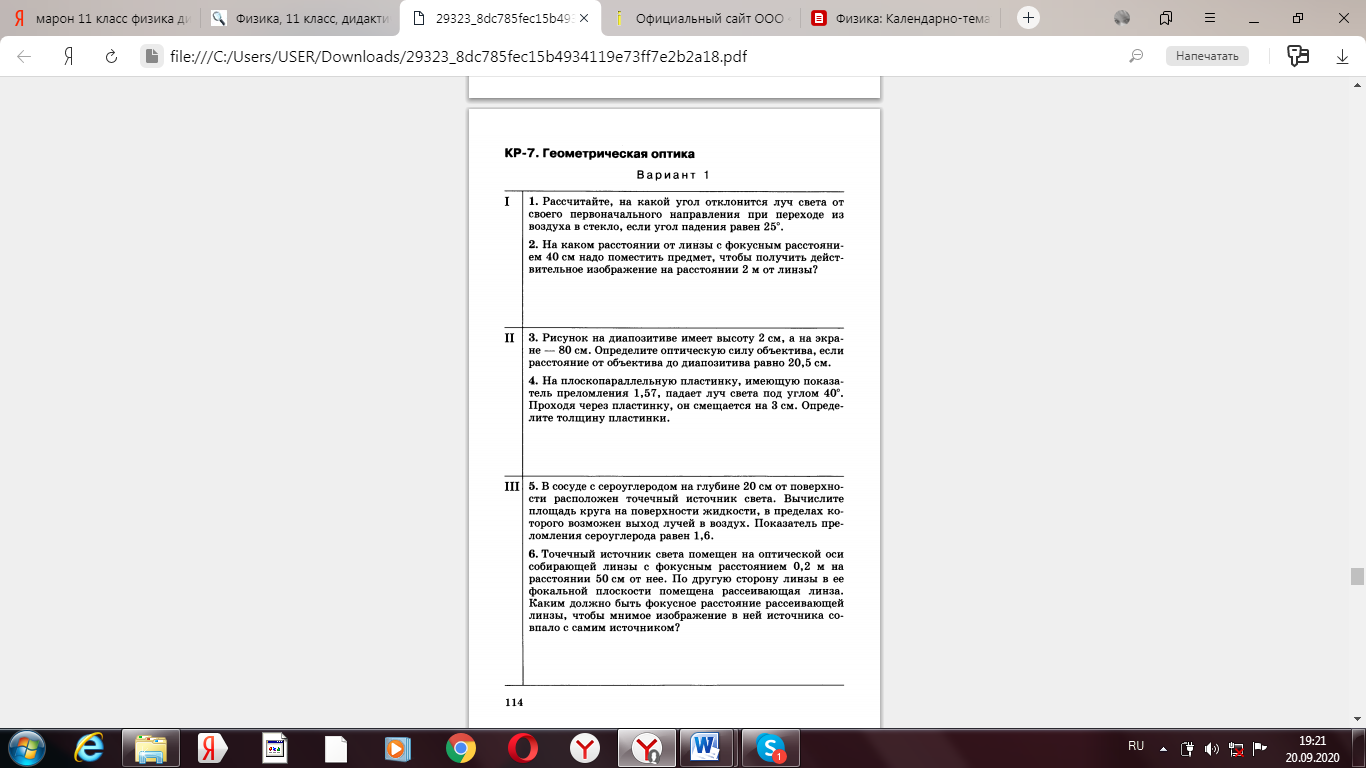 марон 11 класс физика ди
Физика, 11 класс, дидакти
29323_8dc785fec15b493
Официальный сайт ООО
Физика: Календарно-тема
file:///C:/Users/USER/Downloads/29323_8dc785fec15b4934119e73ff7e2b2a18.pdf
Напечатать
КР-7. Геометрическая оптика
Вариант 1
I
1. Рассчитайте, на какой угол отклонится луч света от
своего первоначального направления при переходе из
воздуха в стекло, если угол падения равен 25°.
2. На каком расстоянии от линзы с фокусным расстояни-
ем 40 см надо поместить предмет, чтобы получить дейст-
вительное изображение на расстоянии 2 м от линзы?
II
3. Рисунок на диапозитиве имеет высоту 2 см, а на экра-
не — 80 см. Определите оптическую силу объектива, если
расстояние от объектива до диапозитива равно 20,5 см.
4. На плоскопараллельную пластинку, имеющую показа-
тель преломления 1,57, падает луч света под углом 40°.
Проходя через пластинку, он смещается на 3 см. Опреде-
лите толщину пластинки.
III
5. В сосуде с сероуглеродом на глубине 20 см от поверхно-
сти расположен точечный источник света. Вычислите
площадь круга на поверхности жидкости, в пределах ко-
торого возможен выход лучей в воздух. Показатель пре-
ломления сероуглерода равен 1,6.
6. Точечный источник света помещен на оптической оси
собирающей линзы с фокусным расстоянием 0,2 м на
расстоянии 50 см от нее. По другую сторону линзы в ее
фокальной плоскости помещена рассеивающая линза.
Каким должно быть фокусное расстояние рассеивающей
линзы, чтобы мнимое изображение в ней источника со-
впало с самим источником?
114
RU
19:21
20.09.2020